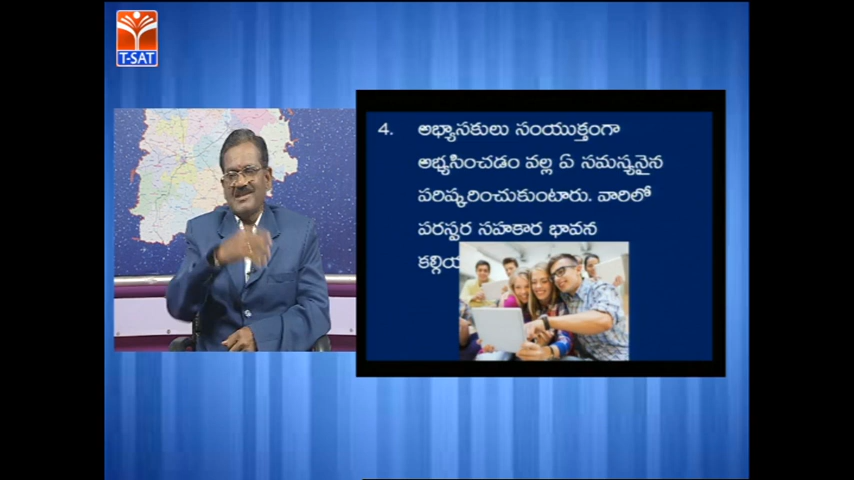 T-SAT
4. అభ్యాసకులు సంయుక్తంగా
అభ్యసించడం వల్ల ఏ సమస్యనైన
పరిష్కరించుకుంటారు. వారిలో
పరస్పర సహకార భావన